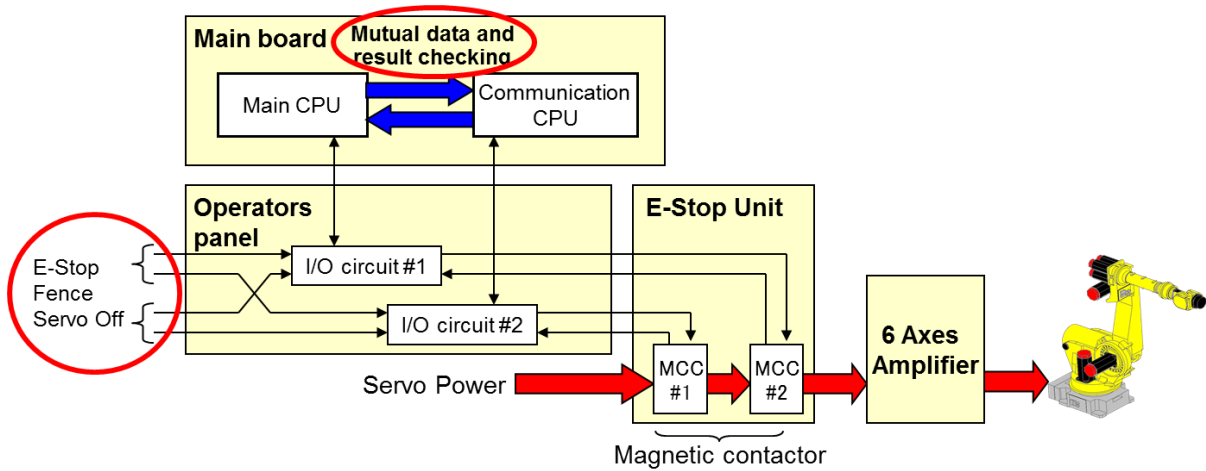 Main board
Mutual data and
result checking
Main CPU
Communication
CPU
Operators
panel
E-Stop Unit
E-Stop
Fence
Servo Off
I/O circuit #1
I/O circuit #2
6 Axes
Amplifier
Servo Power
MCC
#1
MCC
#2
Magnetic contactor